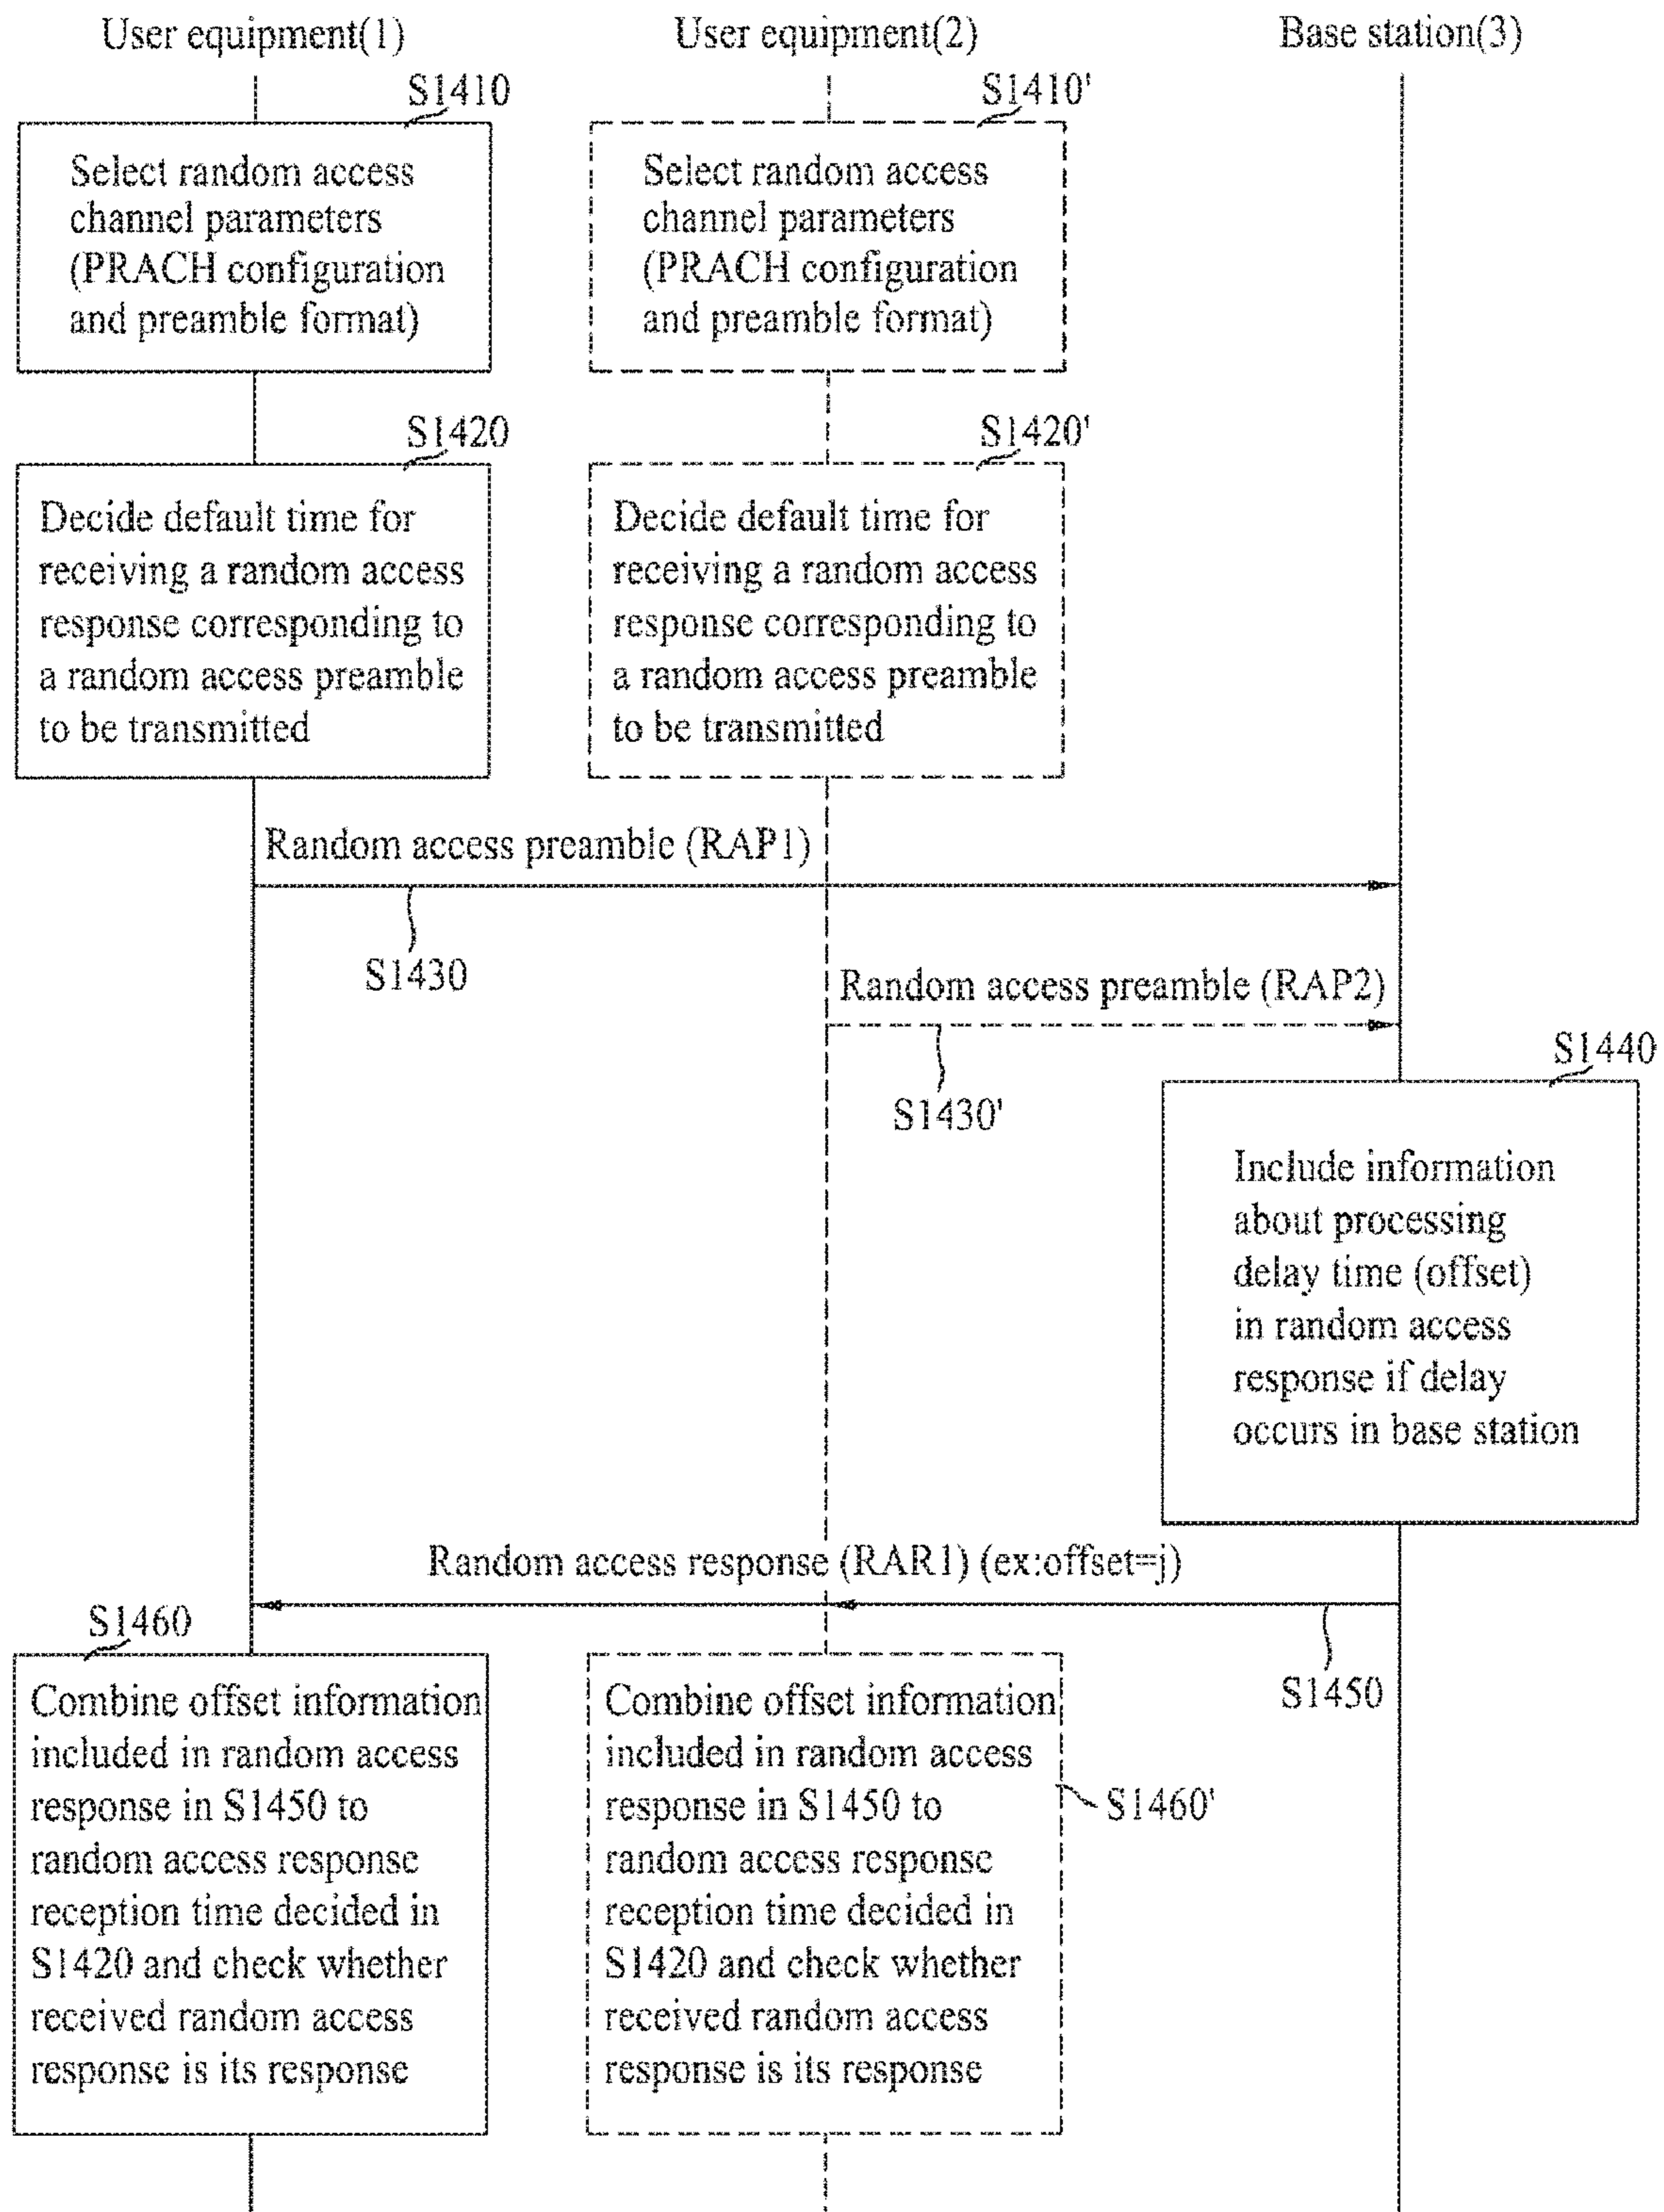 User equipment(1)
User equipment(2)
Base station(3)
S1410
S1410'
Select random access
channel parameters
(PRACH configuration
and preamble format)
Select random access
channel parameters
(PRACH configuration
and preamble format)
S1420
S1420'
Decide default time for
receiving a random access
response corresponding to
a random access preamble
to be transmitted
Decide default time for
receiving a random access
response corresponding to
a random access preamble
to be transmitted
Random access preamble (RAP1)
S1430
Random access preamble (RAP2)
S1430'
S1440
Include information
about processing
delay time (offset)
in random access
response if delay
occurs in base station
Random access response (RAR1) (ex:offset=j)
S1450
S1460
Combine offset information
included in random access
response in S1450 to
random access response
reception time decided in
S1420 and check whether
received random access
response is its response
Combine offset information
included in random access
response in S1450 to
random access response
reception time decided in
S1420 and check whether
received random access
response is its response
S1460'